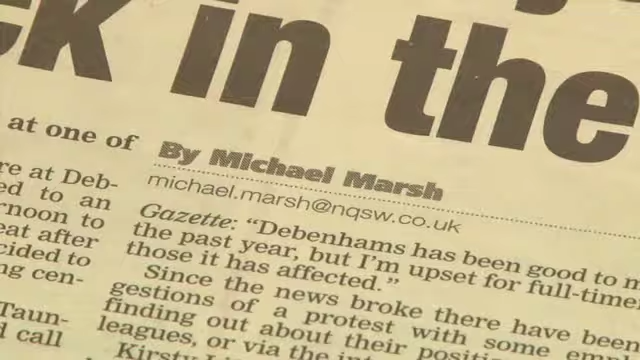 in the
at one of
By Michael Marsh
michael.marsh@nqsw.co.uk
re at Deb-
ed to an
rnoon to
eat after
cided to
ng cen-
Taun-
d call
Gazette: "Debenhams has been good to m
the past year, but I'm upset for full-time
those it has affected."
Since the news broke there have been
gestions of a protest with some emp
finding out about their position
leagues, or via the int
Kirsty